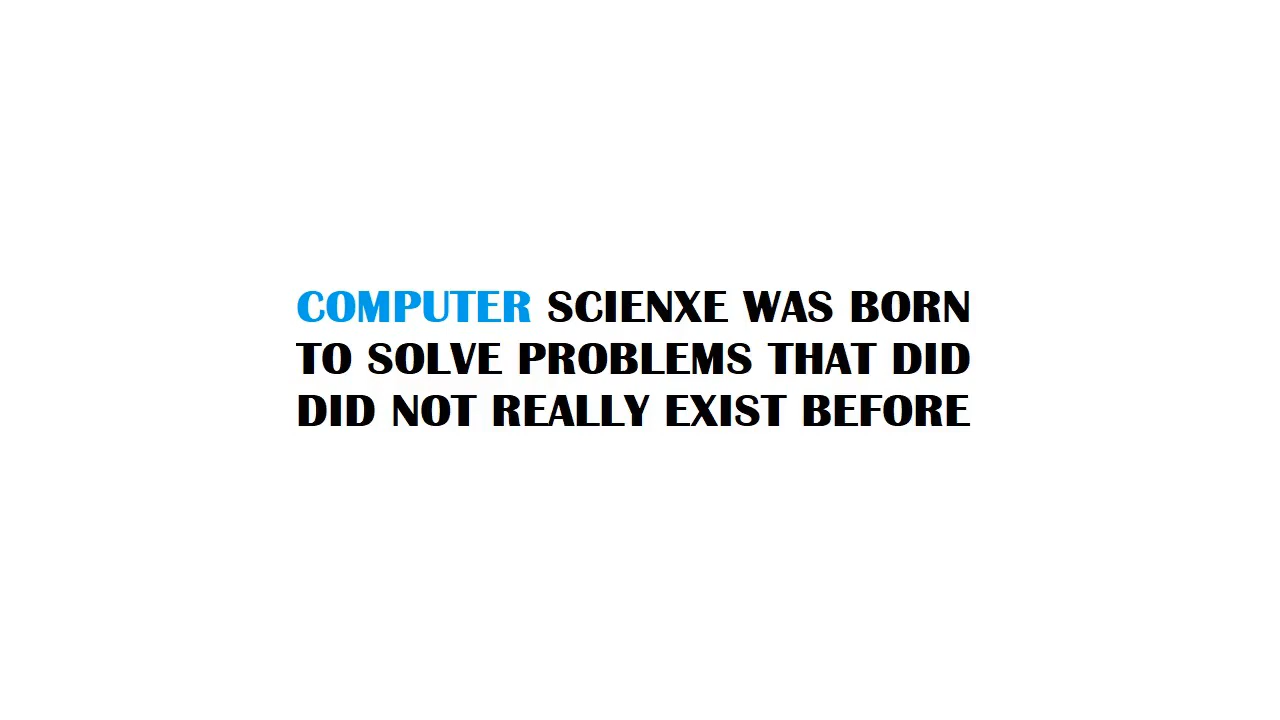 COMPUTER SCIENXE WAS BORN
TO SOLVE PROBLEMS THAT DID
DID NOT REALLY EXIST BEFORE